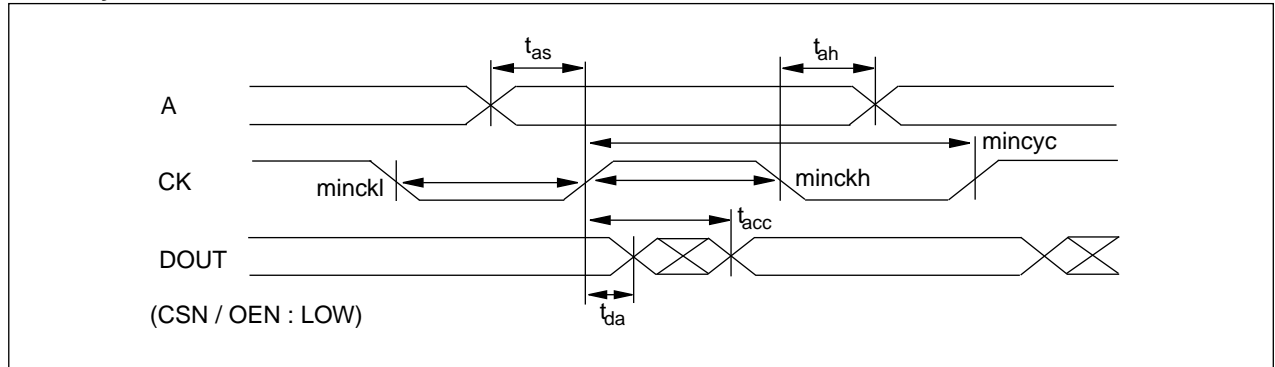 tas
tah
A
mincyc
CK
minckl
minckh
tacc
DOUT
tda
(CSN / OEN : LOW)